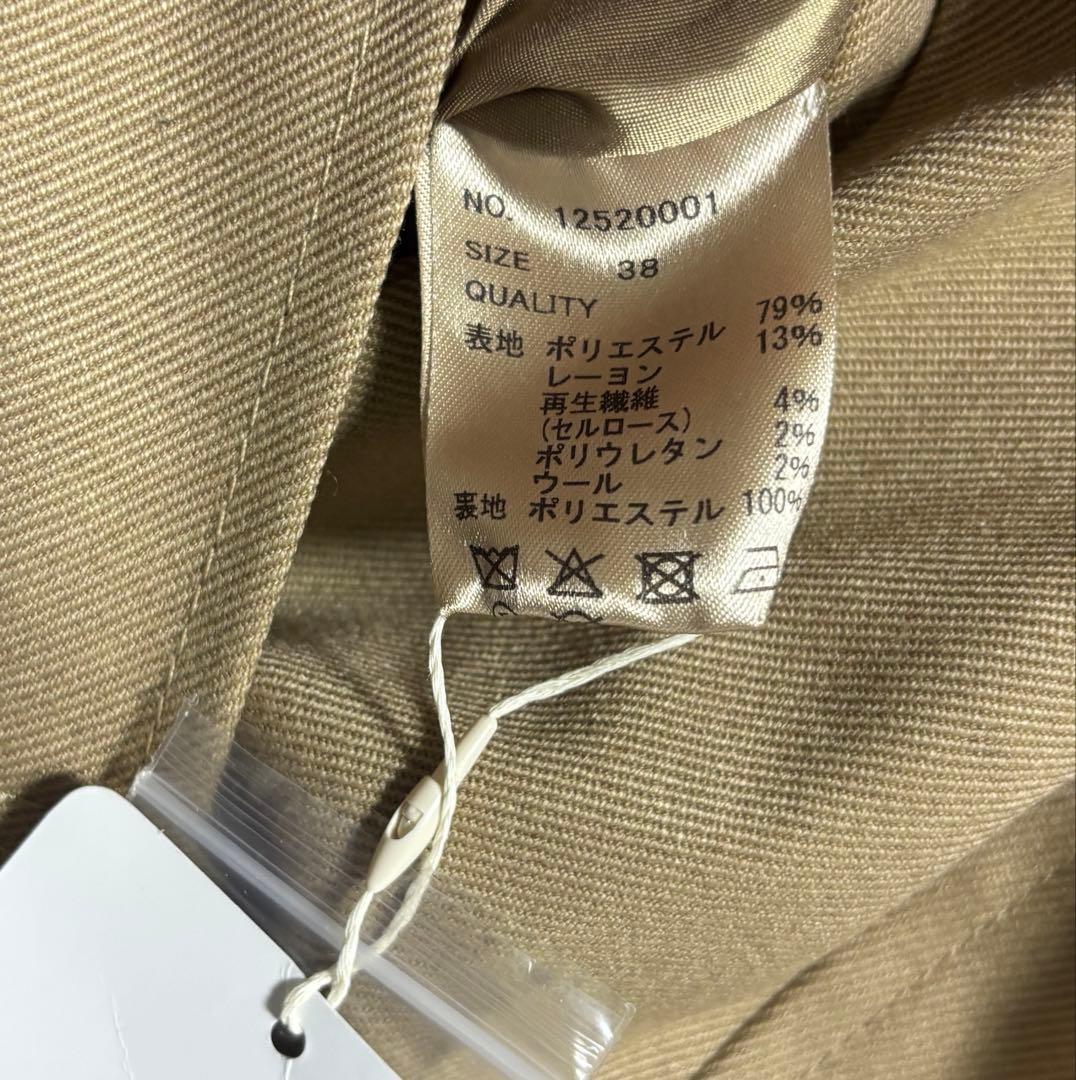 NO. 12520001
SIZE 38
QUALITY
表地 ポリエステル 79%
レーヨン 13%
再生繊維
(セルロース) 4%
ポリウレタン 2%
ウール 2%
裏地 ポリエステル 100%